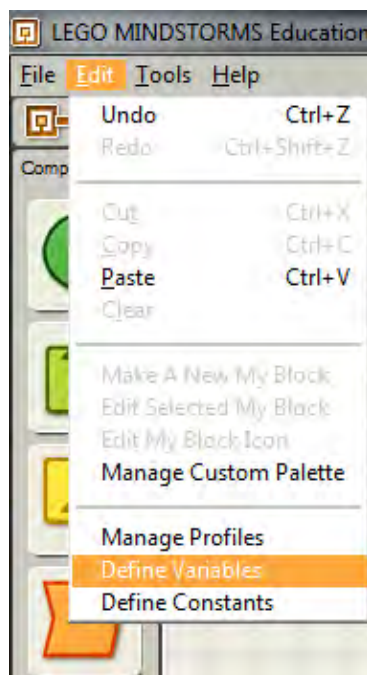 LEGO MINDSTORMS Education
File Edit Tools Help
Comp
Undo Ctrl+Z
Redo Ctrl+Shift+Z
Cut Ctrl+X
Copy Ctrl+C
Paste Ctrl+V
Clear
Make A New My Block
Edit Selected My Block
Edit My Block Icon
Manage Custom Palette
Manage Profiles
Define Variables
Define Constants